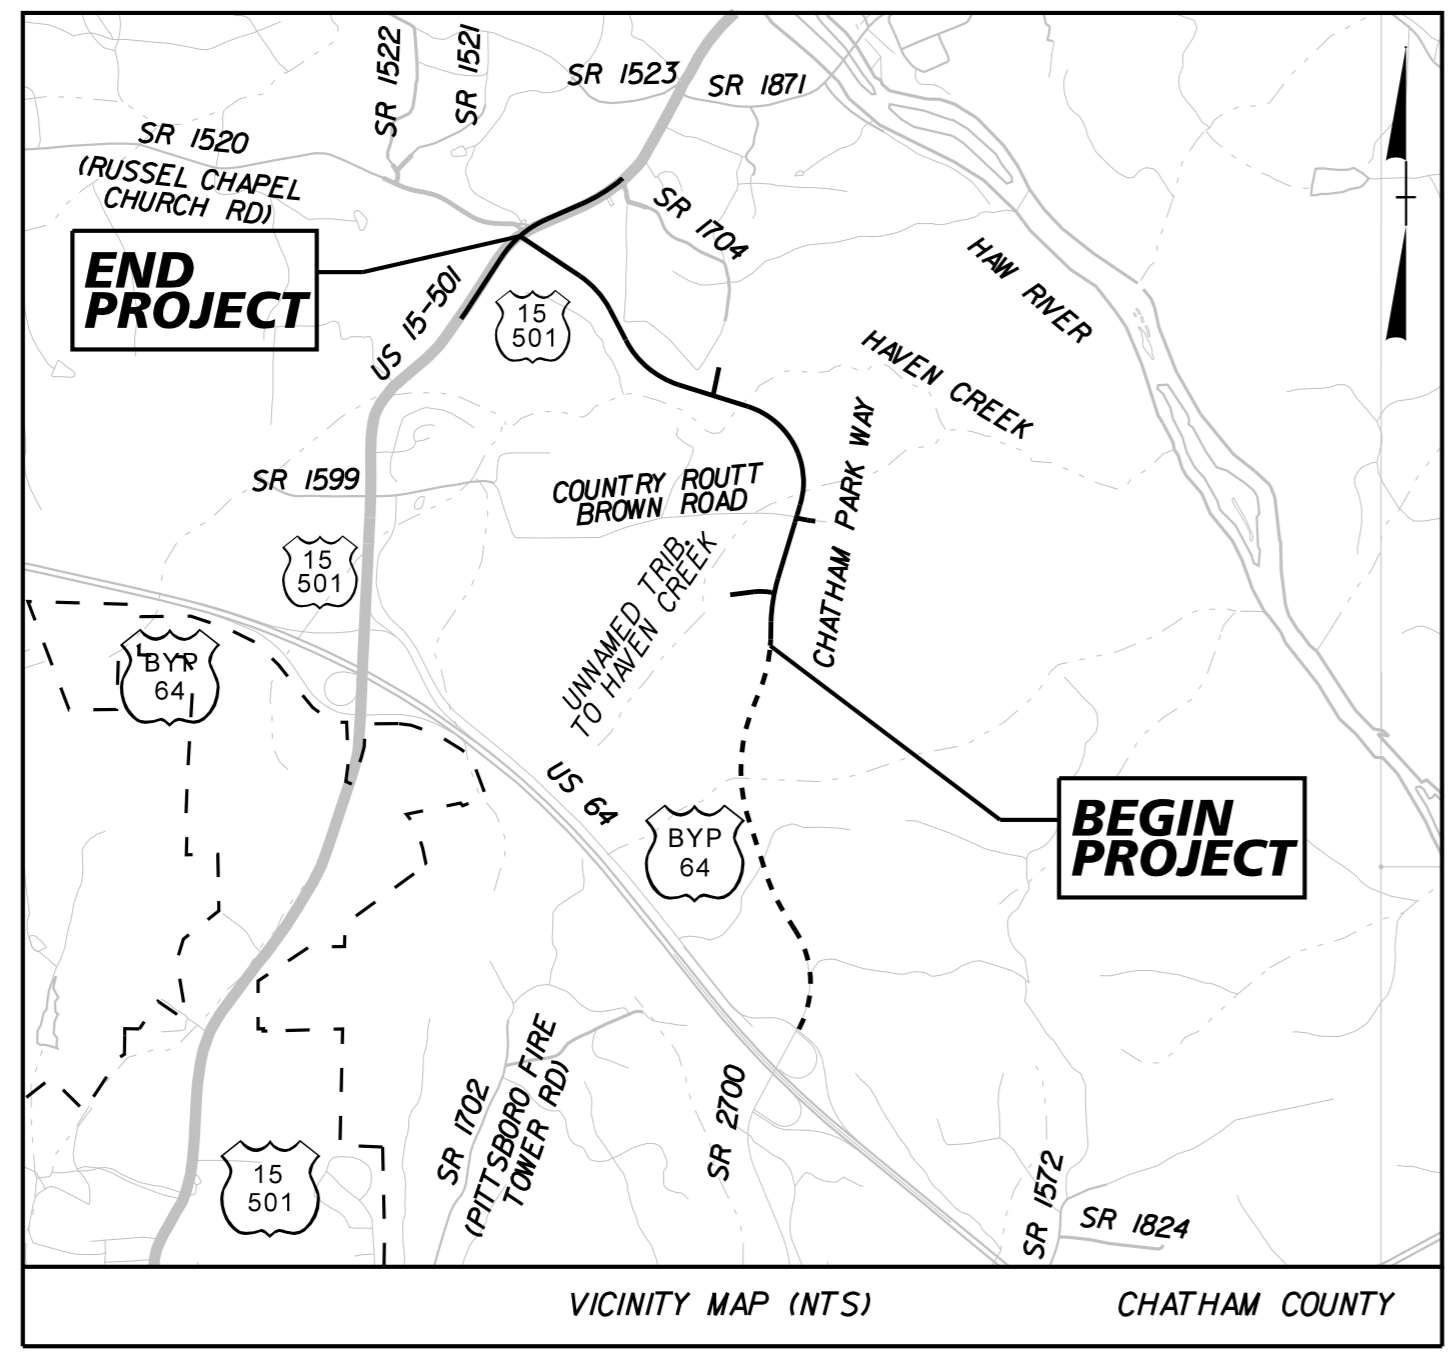 SR 1522
SR 1521
SR 1523
SR 1871
SR 1520
(RUSSEL CHAPEL
CHURCH RD)
SR 1704
END
PROJECT
US 15-501
15
501
HAW RIVER
HAVEN CREEK
CHATHAM PARK WAY
SR 1599
COUNTRY ROUTT
BROWN ROAD
15
501
UNNAMED TRIB.
TO HAVEN CREEK
BYP
64
US 64
BYP
64
BEGIN
PROJECT
SR 1702
(PITTSBORO FIRE
TOWER RD)
SR 2700
15
501
SR 1572
SR 1824
VICINITY MAP (NTS)
CHATHAM COUNTY